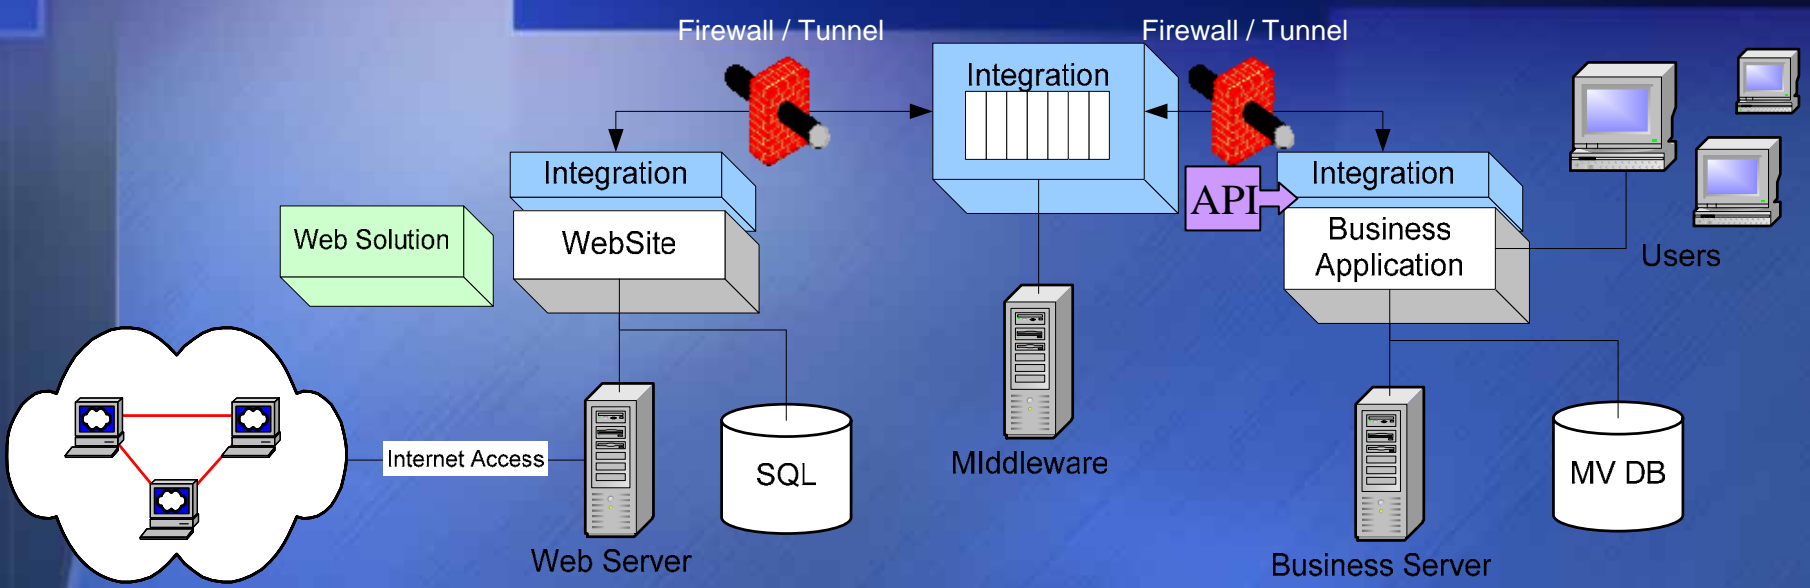 Firewall / Tunnel
Firewall / Tunnel
Integration
Integration
Integration
API
Web Solution
WebSite
Business
Application
Users
Internet Access
SQL
MIddleware
MV DB
Web Server
Business Server